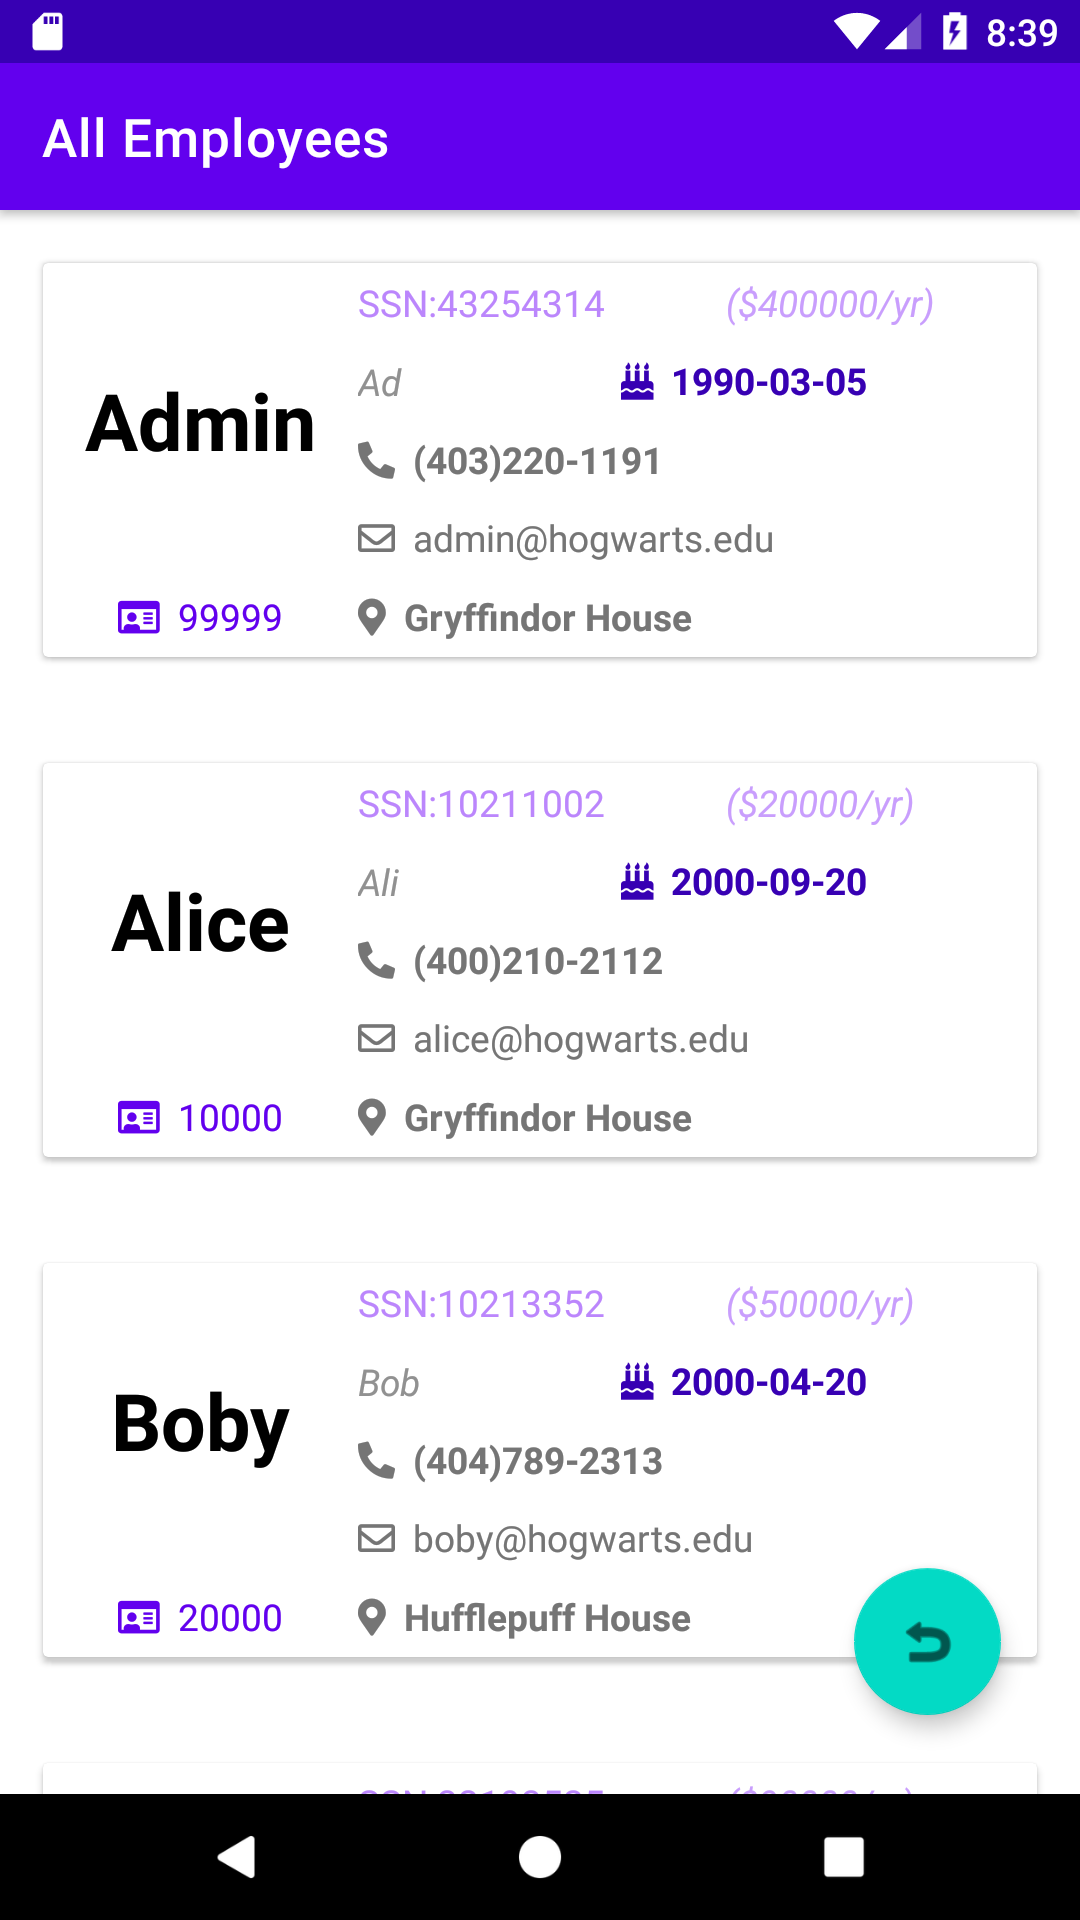 8:39
All Employees
SSN:43254314 ($400000/yr)
Ad 1990-03-05
Admin
(403)220-1191
admin@hogwarts.edu
99999 Gryffindor House
SSN:10211002 ($20000/yr)
Ali 2000-09-20
Alice
(400)210-2112
alice@hogwarts.edu
10000 Gryffindor House
SSN:10213352 ($50000/yr)
Bob 2000-04-20
Boby
(404)789-2313
boby@hogwarts.edu
20000 Hufflepuff House